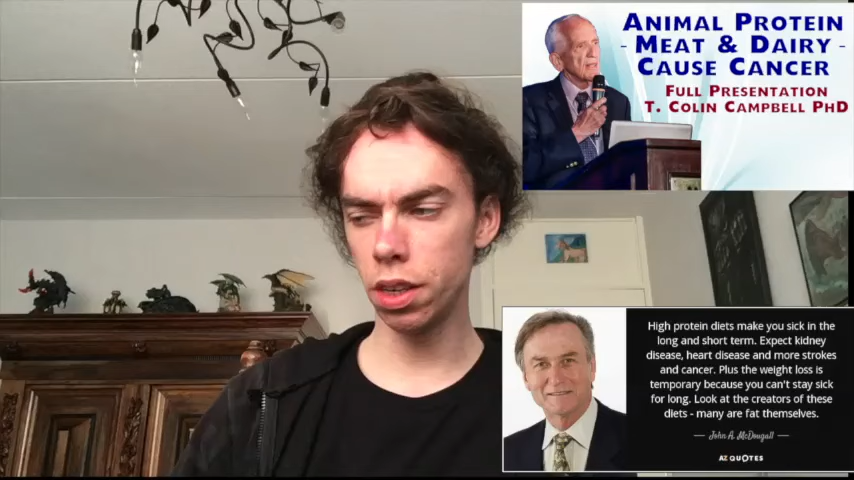 ANIMAL PROTEIN
- MEAT & DAIRY -
CAUSE CANCER
FULL PRESENTATION
T. COLIN CAMPBELL PHD
High protein diets make you sick in the
long and short term. Expect kidney
disease, heart disease and more strokes
and cancer. Plus the weight loss is
temporary because you can't stay sick
for long. Look at the creators of these
diets - many are fat themselves.
— John A. McDougall —
AZ QUOTES